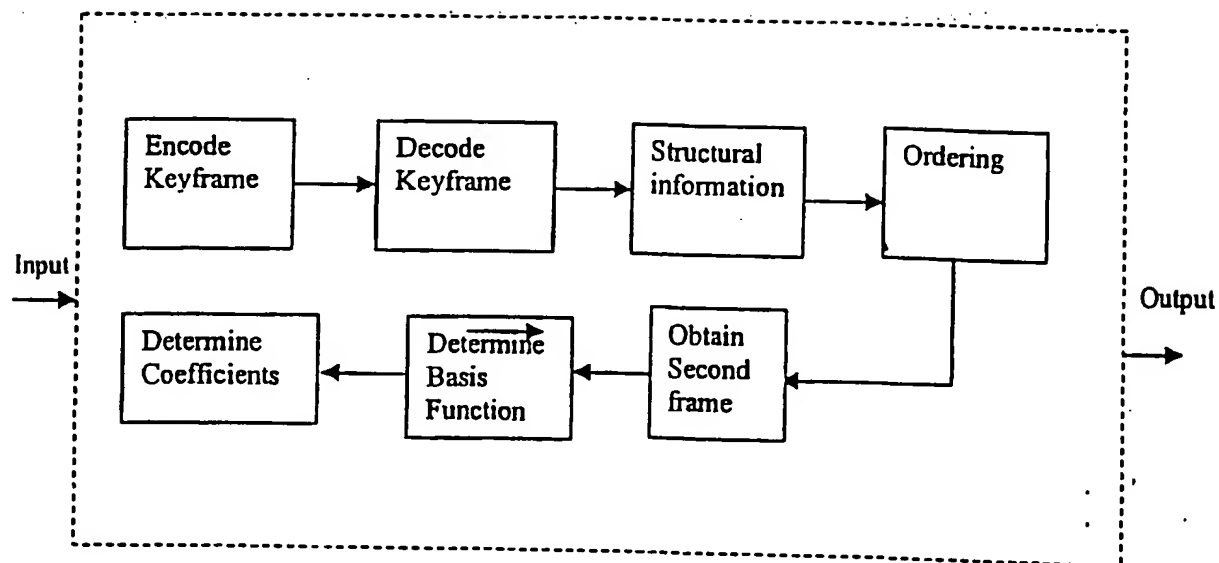 Encode
Keyframe
Decode
Keyframe
Structural
information
Ordering
Input
Output
Determine
Coefficients
Determine
Basis
Function
Obtain
Second
frame